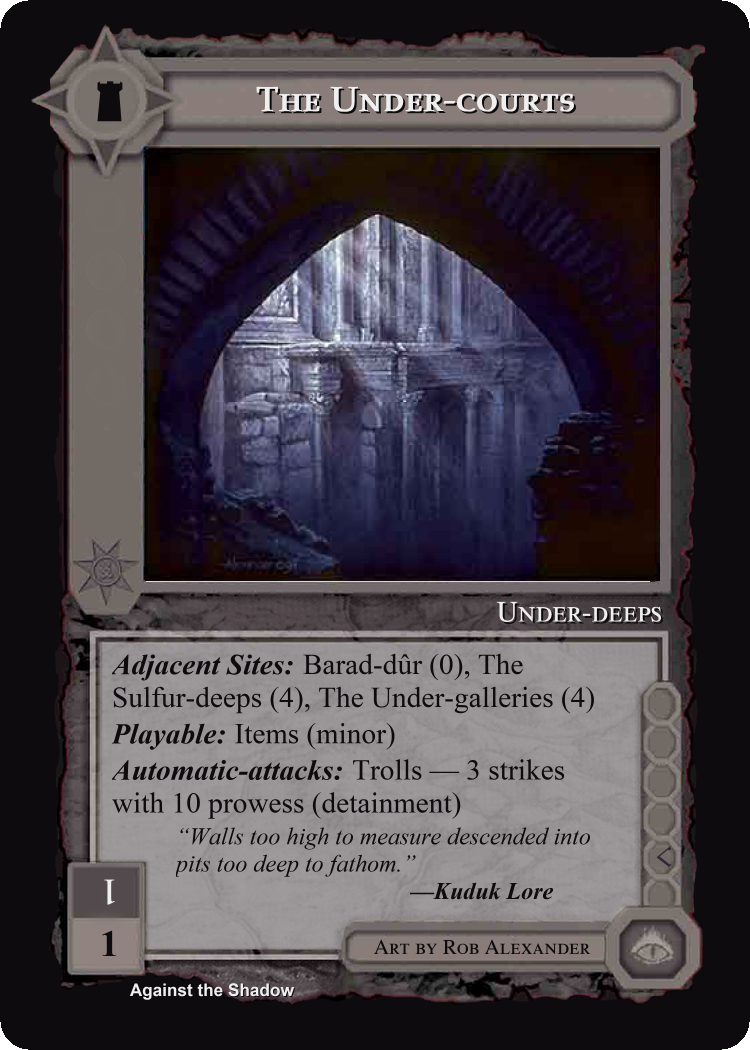 The Under-courts
Under-deeps
Adjacent Sites: Barad-dûr (0), The
Sulfur-deeps (4), The Under-galleries (4)
Playable: Items (minor)
Automatic-attacks: Trolls — 3 strikes
with 10 prowess (detainment)
“Walls too high to measure descended into
pits too deep to fathom.”
—Kuduk Lore
1
1
Art by Rob Alexander
Against the Shadow